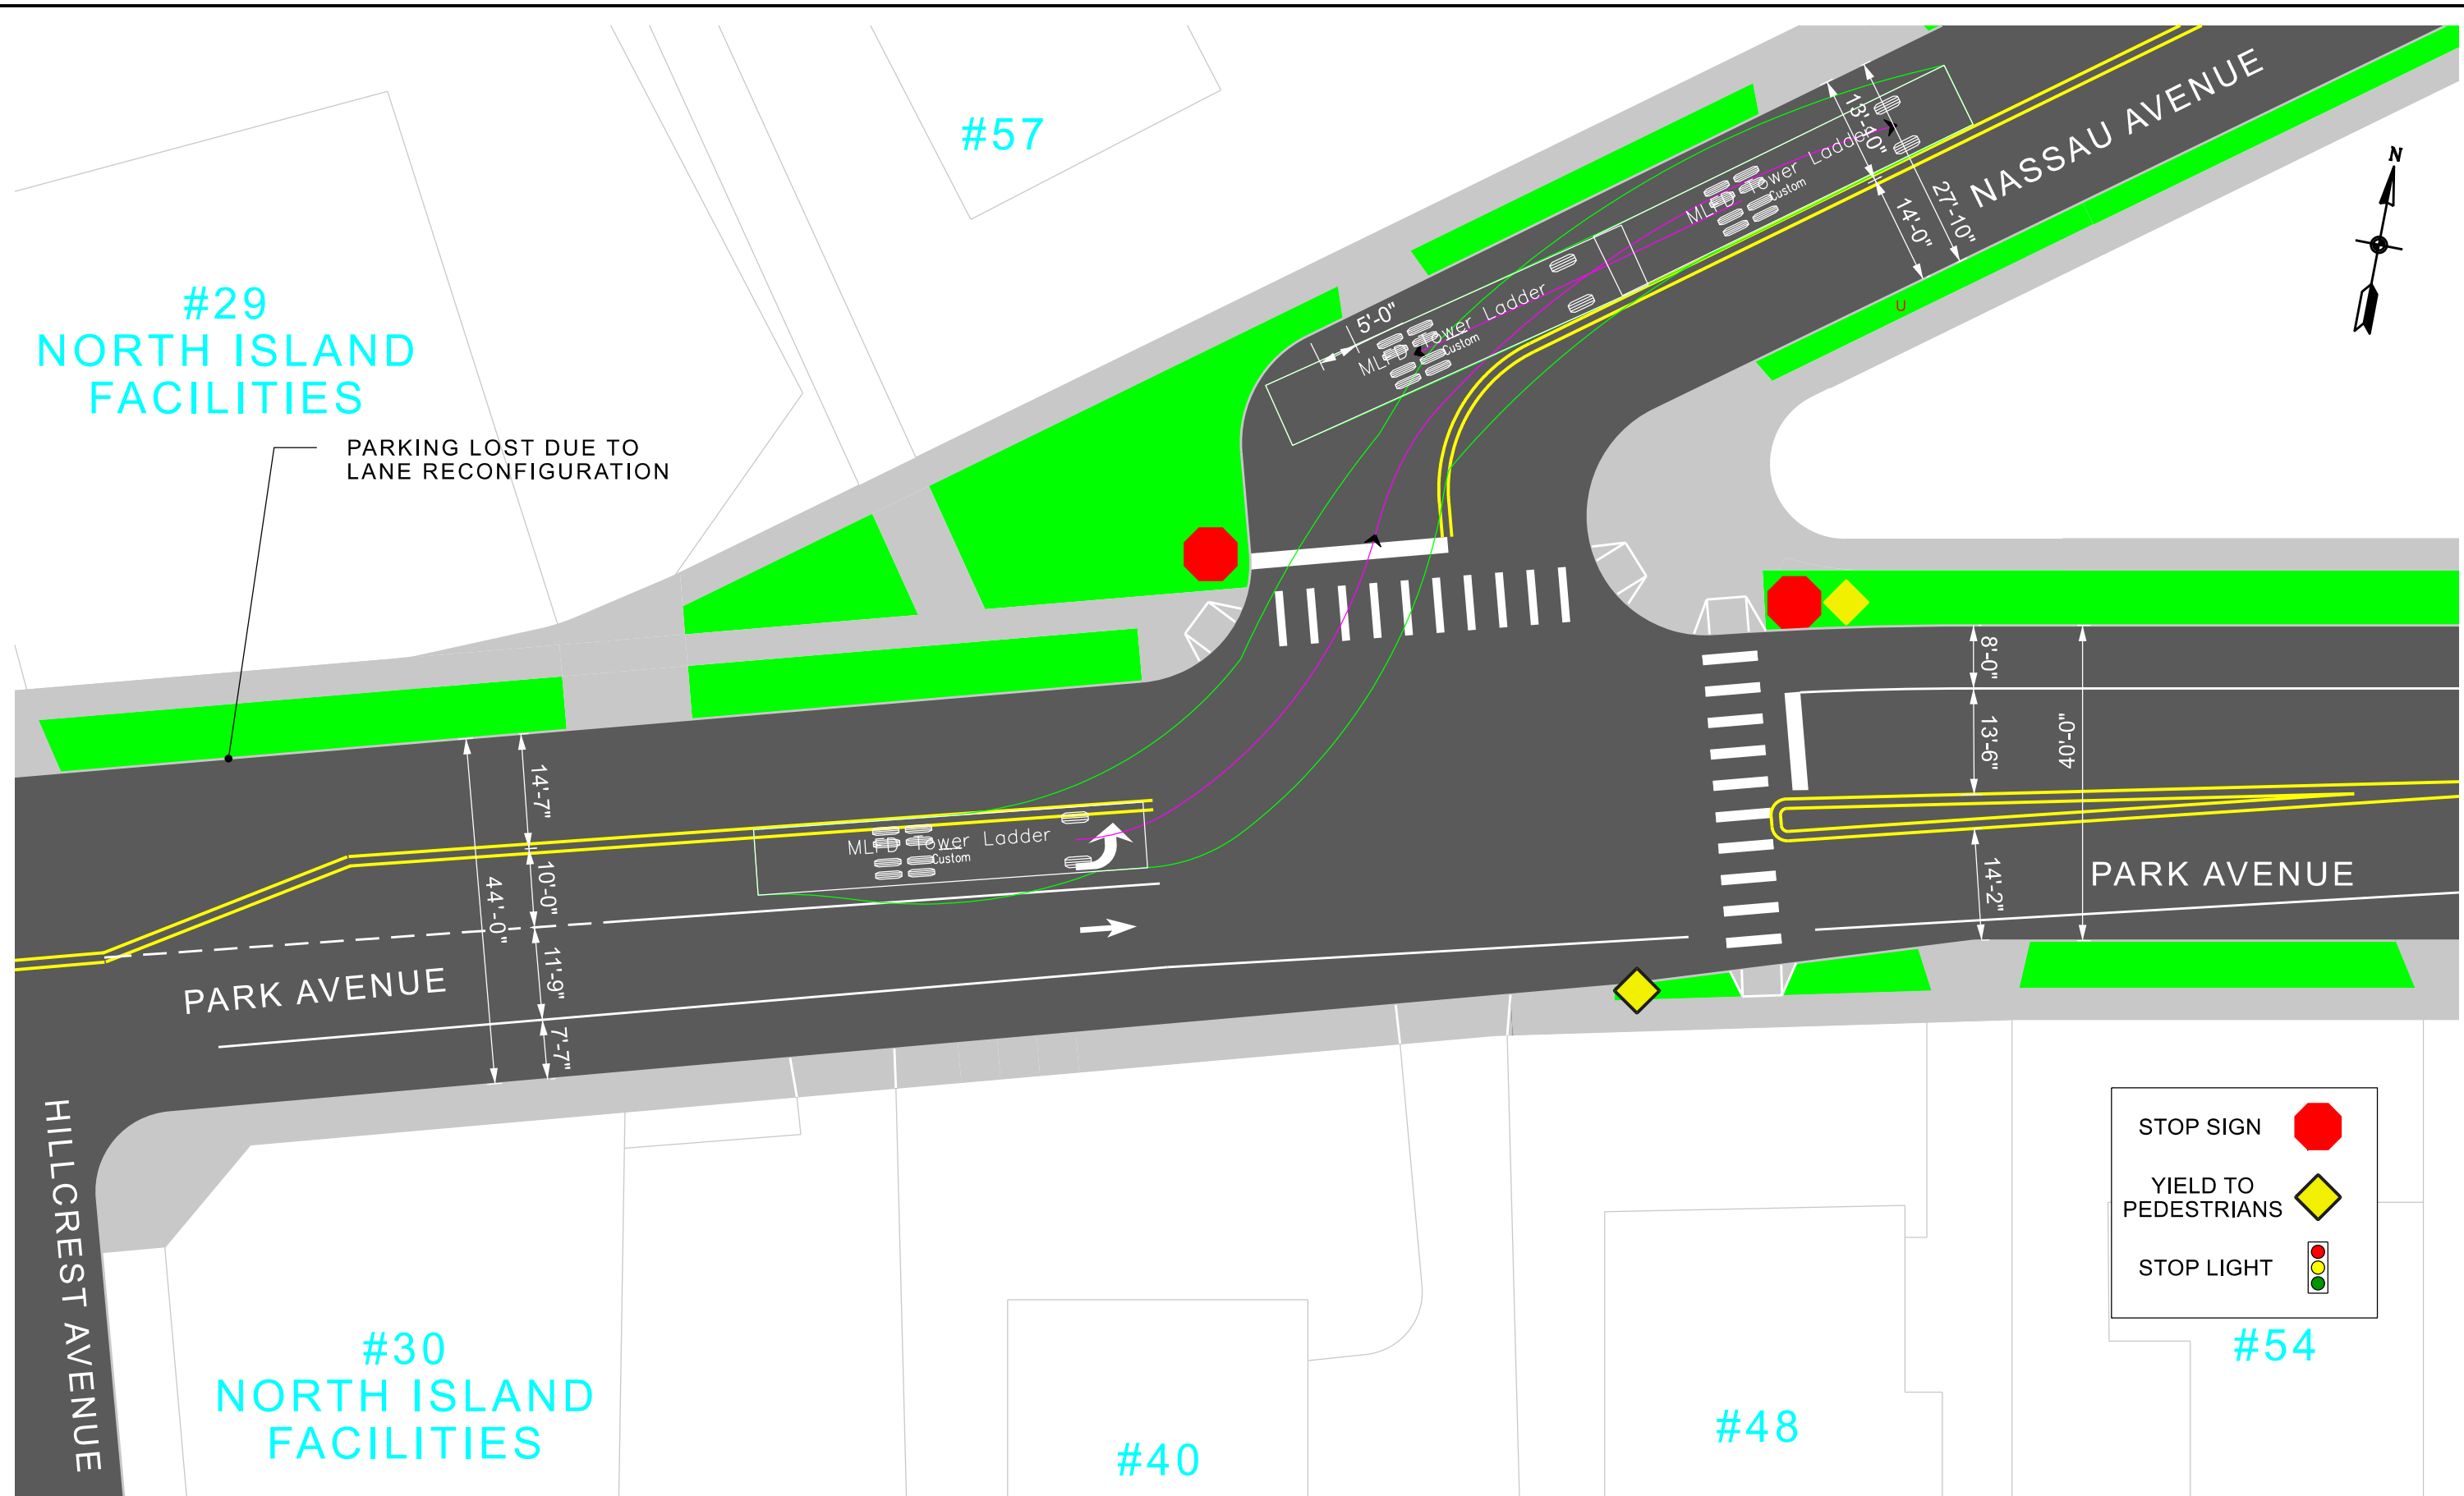 #57
N
NASSAU AVENUE
13'-10"
27'-10"
14'-0"
MLFD Tower Ladder
Custom
U
#29
NORTH ISLAND
FACILITIES
5'-0"
MLFD Tower Ladder
Custom
PARKING LOST DUE TO
LANE RECONFIGURATION
8'-0"
13'-6"
40'-0"
14'-2"
PARK AVENUE
14'-7"
10'-0"
44'-0"
11'-9"
7'-7"
MLFD Tower Ladder
Custom
PARK AVENUE
HILLCREST AVENUE
STOP SIGN
YIELD TO
PEDESTRIANS
STOP LIGHT
#30
NORTH ISLAND
FACILITIES
#40
#48
#54